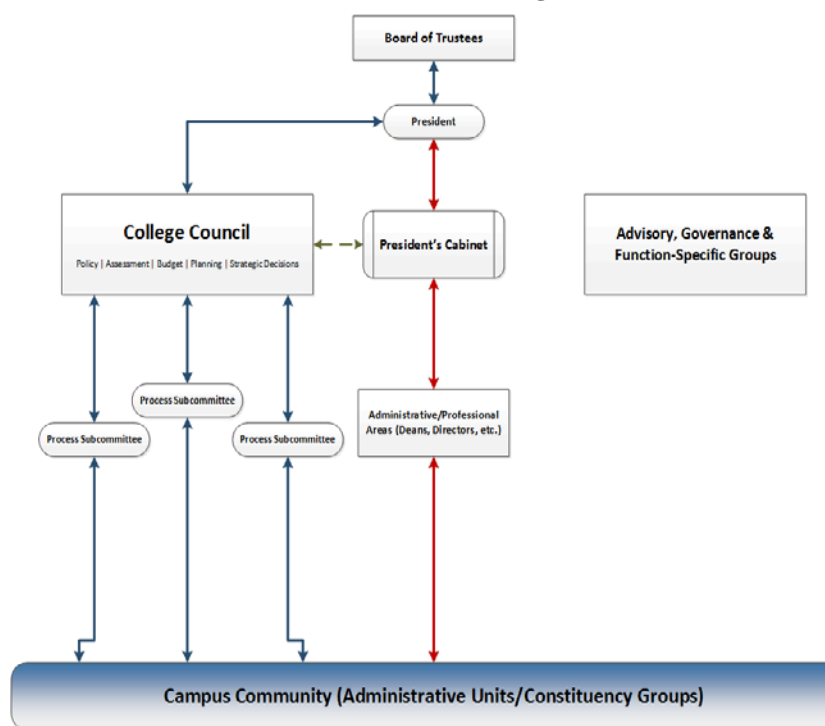 Board of Trustees
President
College Council
Policy | Assessment | Budget | Planning | Strategic Decisions
President's Cabinet
Advisory, Governance &
Function-Specific Groups
Process Subcommittee
Process Subcommittee
Process Subcommittee
Administrative/Professional
Areas (Deans, Directors, etc.)
Campus Community (Administrative Units/Constituency Groups)